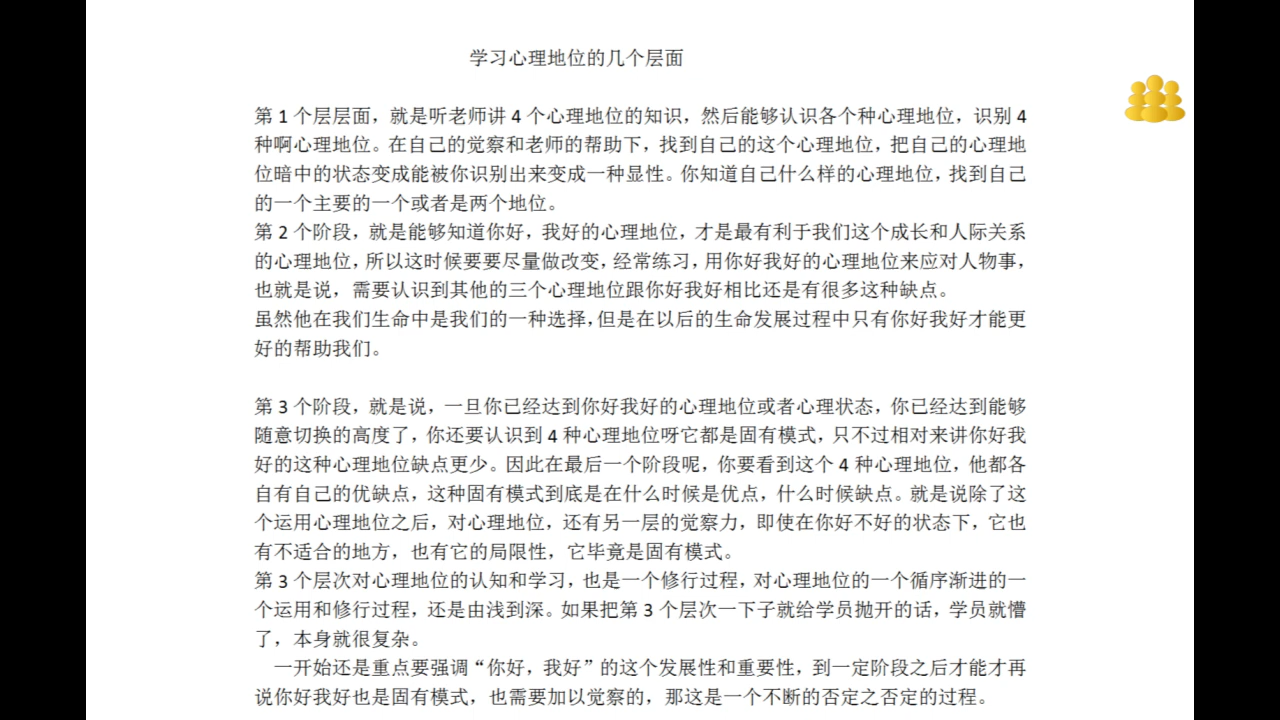 学习心理地位的几个层面
第 1 个层层面，就是听老师讲 4 个心理地位的知识，然后能够认识各个种心理地位，识别 4
种啊心理地位。在自己的觉察和老师的帮助下，找到自己的这个心理地位，把自己的心理地
位暗中的状态变成能被你识别出来变成一种显性。你知道自己什么样的心理地位，找到自己
的一个主要的一个或者是两个地位。
第 2 个阶段，就是能够知道你好，我好的心理地位，才是最有利于我们这个成长和人际关系
的心理地位，所以这时候要要尽量做改变，经常练习，用你好我好的心理地位来应对人物事，
也就是说，需要认识到其他的三个心理地位跟你好我好相比还是有很多这种缺点。
虽然他在我们生命中是我们的一种选择，但是在以后的生命发展过程中只有你好我好才能更
好的帮助我们。
第 3 个阶段，就是说，一旦你已经达到你好我好的心理地位或者心理状态，你已经达到能够
随意切换的高度了，你还要认识到 4 种心理地位呀它都是固有模式，只不过相对来讲你好我
好的这种心理地位缺点更少。因此在最后一个阶段呢，你要看到这个 4 种心理地位，他都各
自有自己的优缺点，这种固有模式到底是在什么时候是优点，什么时候缺点。就是说除了这
个运用心理地位之后，对心理地位，还有另一层的觉察力，即使在你好不好的状态下，它也
有不适合的地方，也有它的局限性，它毕竟是固有模式。
第 3 个层次对心理地位的认知和学习，也是一个修行过程，对心理地位的一个循序渐进的一
个运用和修行过程，还是由浅到深。如果把第 3 个层次一下子就给学员抛开的话，学员就懵
了，本身就很复杂。
一开始还是重点要强调“你好，我好”的这个发展性和重要性，到一定阶段之后才能才再
说你好我好也是固有模式，也需要加以觉察的，那这是一个不断的否定之否定的过程。